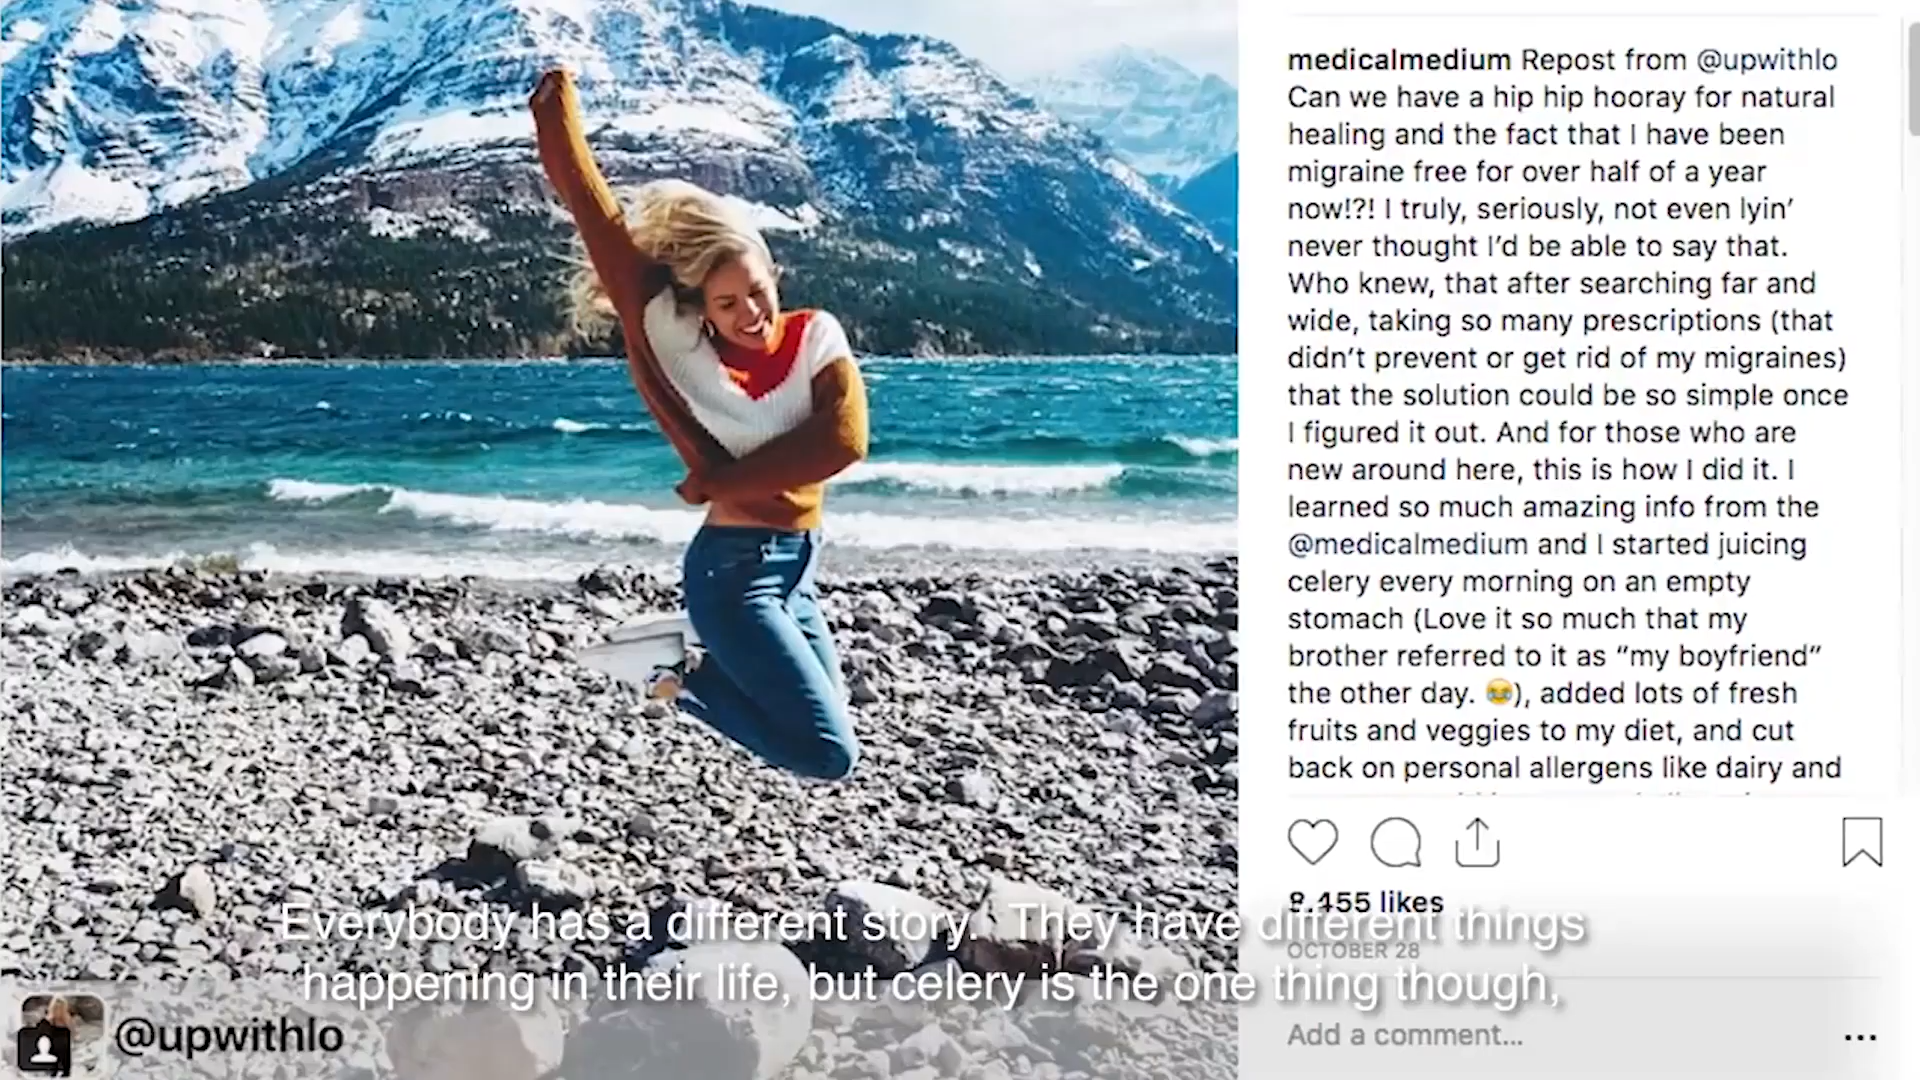 medicalmedium Repost from @upwithlo
Can we have a hip hip hooray for natural
healing and the fact that I have been
migraine free for over half of a year
now!?! I truly, seriously, not even lyin’
never thought I’d be able to say that.
Who knew, that after searching far and
wide, taking so many prescriptions (that
didn’t prevent or get rid of my migraines)
that the solution could be so simple once
I figured it out. And for those who are
new around here, this is how I did it. I
learned so much amazing info from the
@medicalmedium and I started juicing
celery every morning on an empty
stomach (Love it so much that my
brother referred to it as “my boyfriend”
the other day. 😂), added lots of fresh
fruits and veggies to my diet, and cut
back on personal allergens like dairy and
8,455 likes
OCTOBER 28
Add a comment...
Everybody has a different story. They have different things
happening in their life, but celery is the one thing though,
@upwithlo